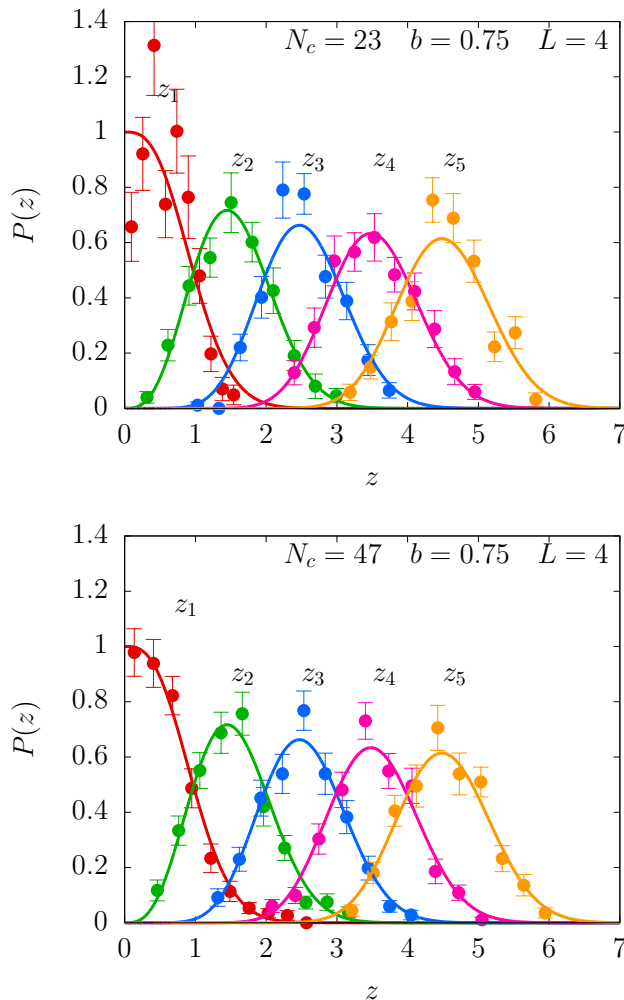 N_c = 23 b = 0.75 L = 4
1.4
1.2
1
0.8
0.6
0.4
0.2
0
P(z)
z_1
z_2 z_3 z_4 z_5
0 1 2 3 4 5 6 7
z
N_c = 47 b = 0.75 L = 4
1.4
1.2
1
0.8
0.6
0.4
0.2
0
P(z)
z_1
z_2 z_3 z_4 z_5
0 1 2 3 4 5 6 7
z